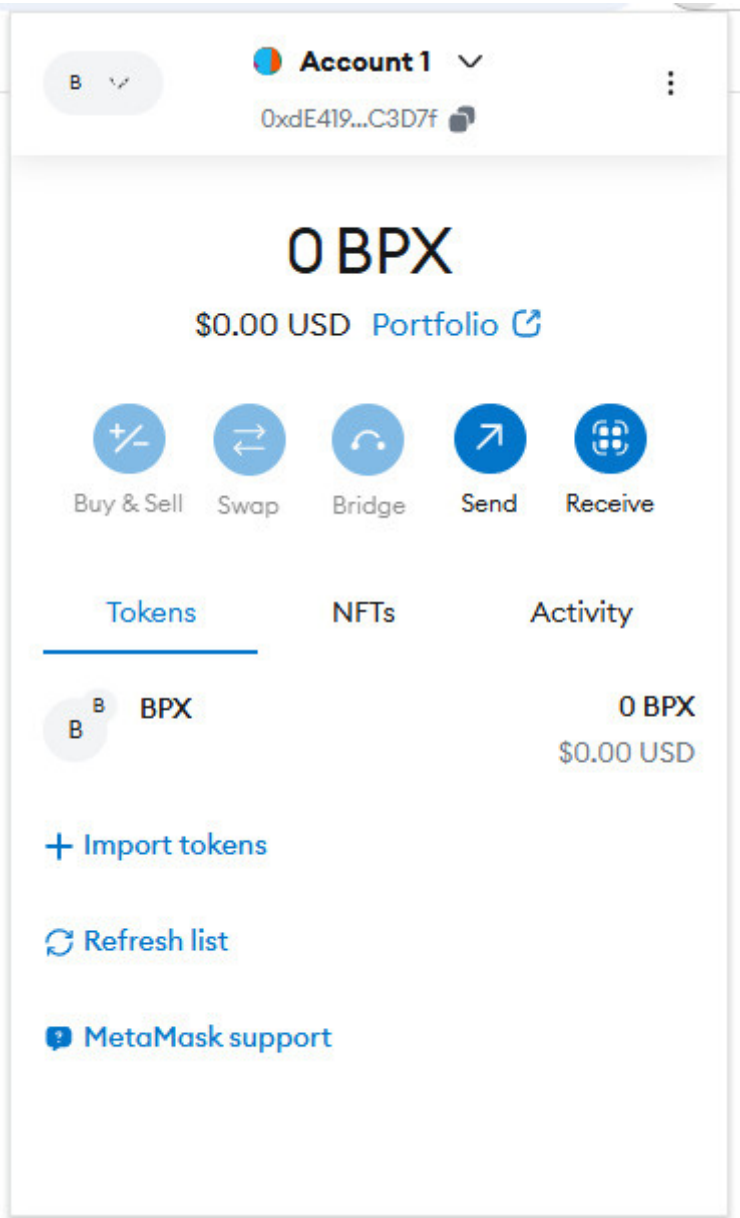 B
Account 1
0xdE419...C3D7f
0 BPX
$0.00 USD Portfolio
Buy & Sell Swap Bridge Send Receive
Tokens NFTs Activity
B B BPX 0 BPX
$0.00 USD
Import tokens
Refresh list
MetaMask support